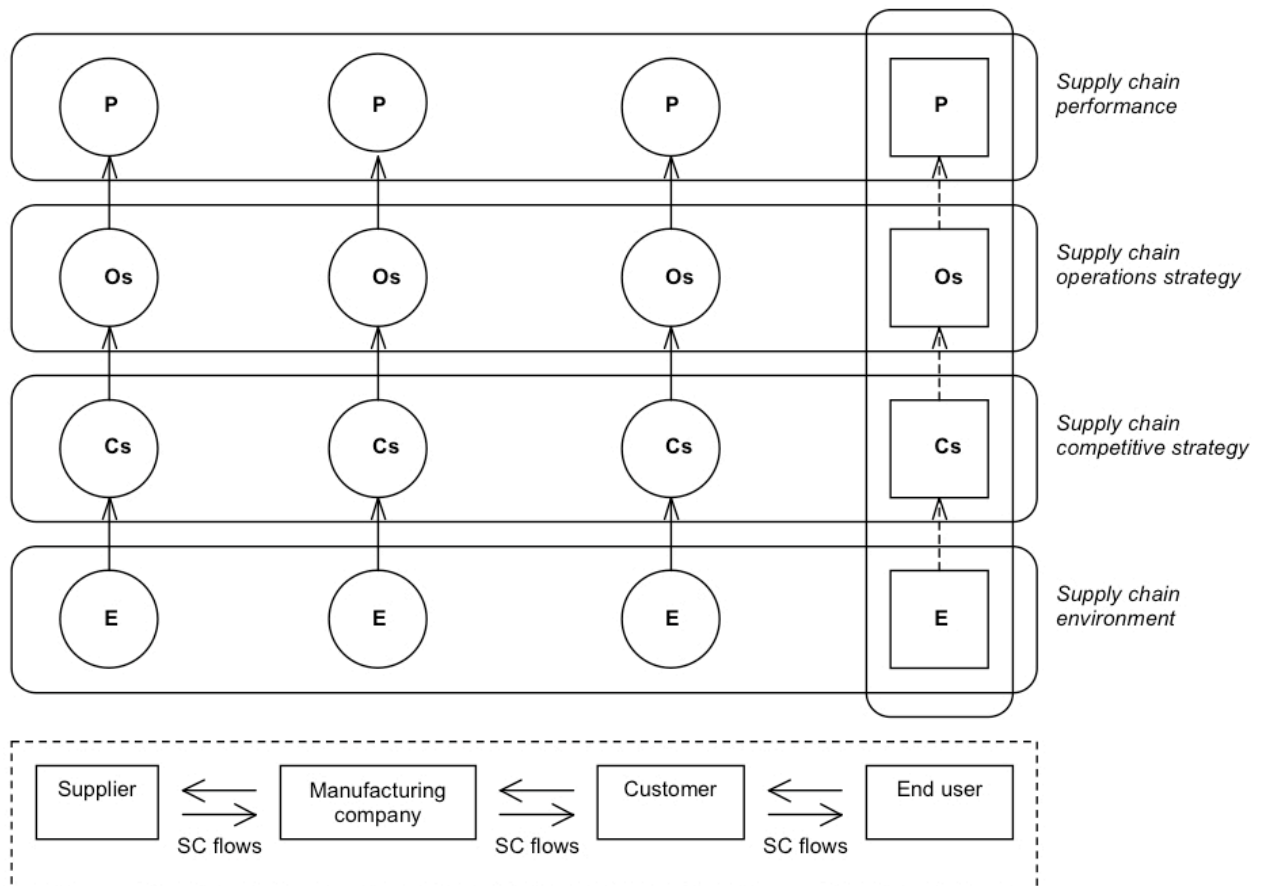 P P P P
Supply chain
performance
Os Os Os Os
Supply chain
operations strategy
Cs Cs Cs Cs
Supply chain
competitive strategy
E E E E
Supply chain
environment
Supplier
Manufacturing
company
Customer
End user
SC flows
SC flows
SC flows